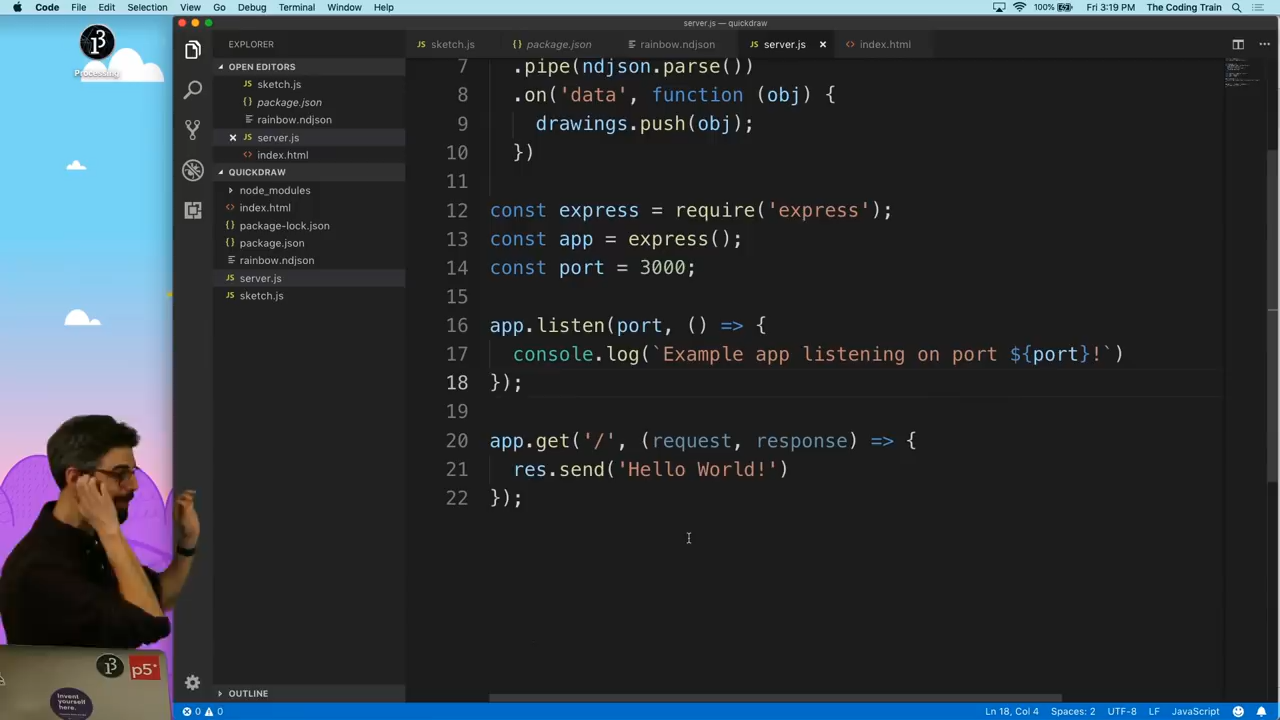 Code File Edit Selection View Go Debug Terminal Window Help
100% Fri 3:19 PM The Coding Train
server.js — quickdraw
Processing
EXPLORER
OPEN EDITORS
sketch.js
package.json
rainbow.ndjson
server.js
index.html
QUICKDRAW
node_modules
index.html
package-lock.json
package.json
rainbow.ndjson
server.js
sketch.js
OUTLINE
sketch.js package.json rainbow.ndjson server.js index.html
7 .pipe(ndjson.parse())
8 .on('data', function (obj) {
9 drawings.push(obj);
10 })
11
12 const express = require('express');
13 const app = express();
14 const port = 3000;
15
16 app.listen(port, () => {
17 console.log(`Example app listening on port ${port}!`)
18 });
19
20 app.get('/', (request, response) => {
21 res.send('Hello World!')
22 });
p5*
Invent
yourself
here.
0 0
Ln 18, Col 4 Spaces: 2 UTF-8 LF JavaScript